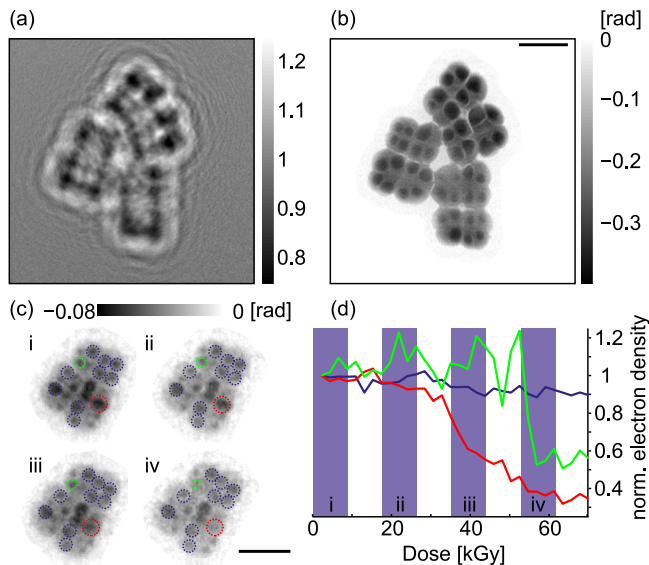 (a)
1.2
1.1
1
0.9
0.8
(b)
[rad]
0
−0.1
−0.2
−0.3
(c)
−0.08
0 [rad]
i
ii
iii
iv
(d)
1.2
1
0.8
0.6
0.4
norm. electron density
i
ii
iii
iv
0
20
40
60
Dose [kGy]